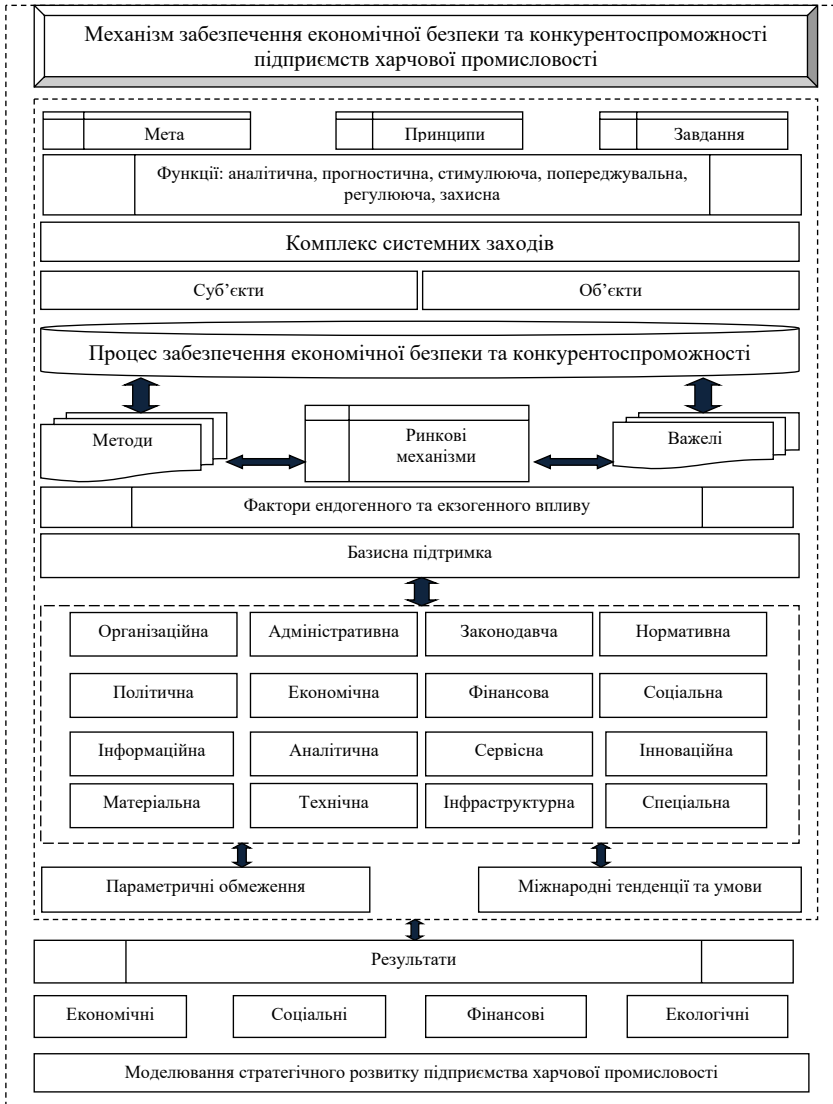 Механізм забезпечення економічної безпеки та конкурентоспроможності
підприємств харчової промисловості
Мета
Принципи
Завдання
Функції: аналітична, прогностична, стимулююча, попереджувальна,
регулююча, захисна
Комплекс системних заходів
Суб’єкти
Об’єкти
Процес забезпечення економічної безпеки та конкурентоспроможності
Методи
Ринкові
механізми
Важелі
Фактори ендогенного та екзогенного впливу
Базисна підтримка
Організаційна
Адміністративна
Законодавча
Нормативна
Політична
Економічна
Фінансова
Соціальна
Інформаційна
Аналітична
Сервісна
Інноваційна
Матеріальна
Технічна
Інфраструктурна
Спеціальна
Параметричні обмеження
Міжнародні тенденції та умови
Результати
Економічні
Соціальні
Фінансові
Екологічні
Моделювання стратегічного розвитку підприємства харчової промисловості